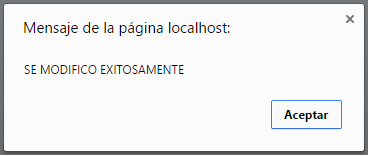 Mensaje de la página localhost:
SE MODIFICO EXITOSAMENTE
Aceptar